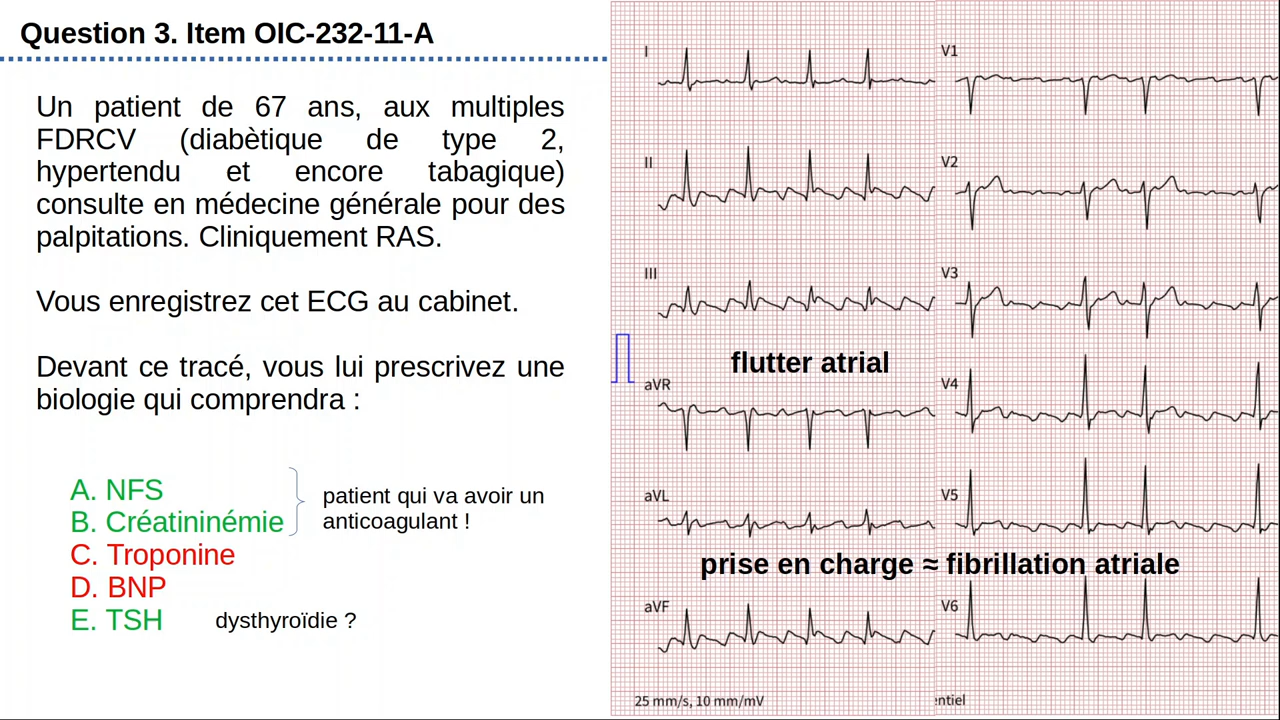 Question 3. Item OIC-232-11-A
Un patient de 67 ans, aux multiples
FDRCV (diabètique de type 2,
hypertendu et encore tabagique)
consulte en médecine générale pour des
palpitations. Cliniquement RAS.
Vous enregistrez cet ECG au cabinet.
Devant ce tracé, vous lui prescrivez une
biologie qui comprendra :
A. NFS
B. Créatininémie
C. Troponine
D. BNP
E. TSH
patient qui va avoir un
anticoagulant !
dysthyroïdie ?
I
II
III
flutter atrial
aVR
aVL
prise en charge ≈ fibrillation atriale
aVF
25 mm/s, 10 mm/mV
V1
V2
V3
V4
V5
V6
entiel